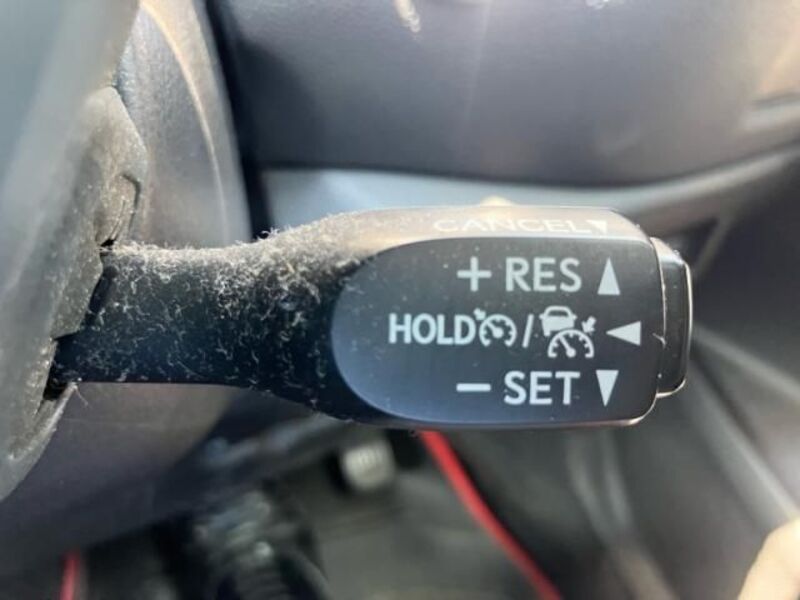 CANCEL▼
+ RES ▲
HOLD / ◀
− SET ▼